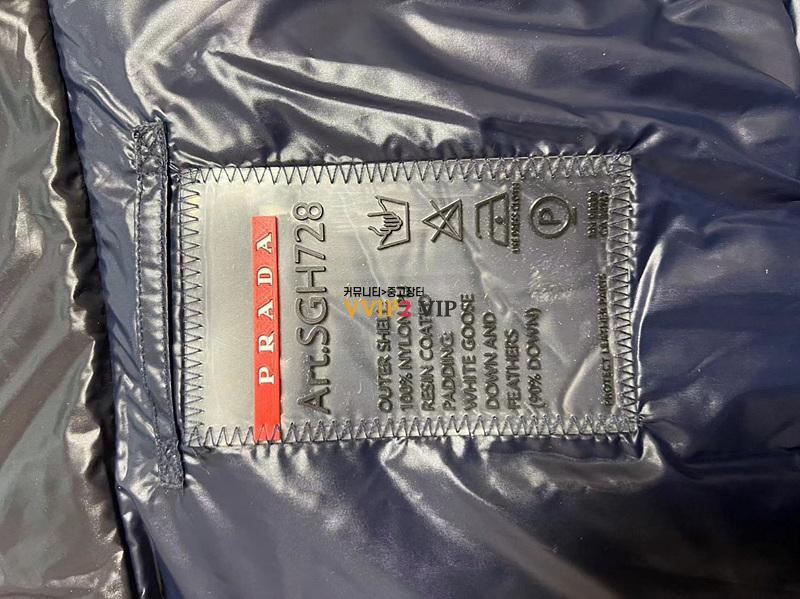 PRADA
Art.SGH728
OUTER SHELL
100% NYLON
RESIN COATED
PADDING:
WHITE GOOSE
DOWN AND
FEATHERS
(90% DOWN)
P
커뮤니티>중고장터
VVIP2 VIP